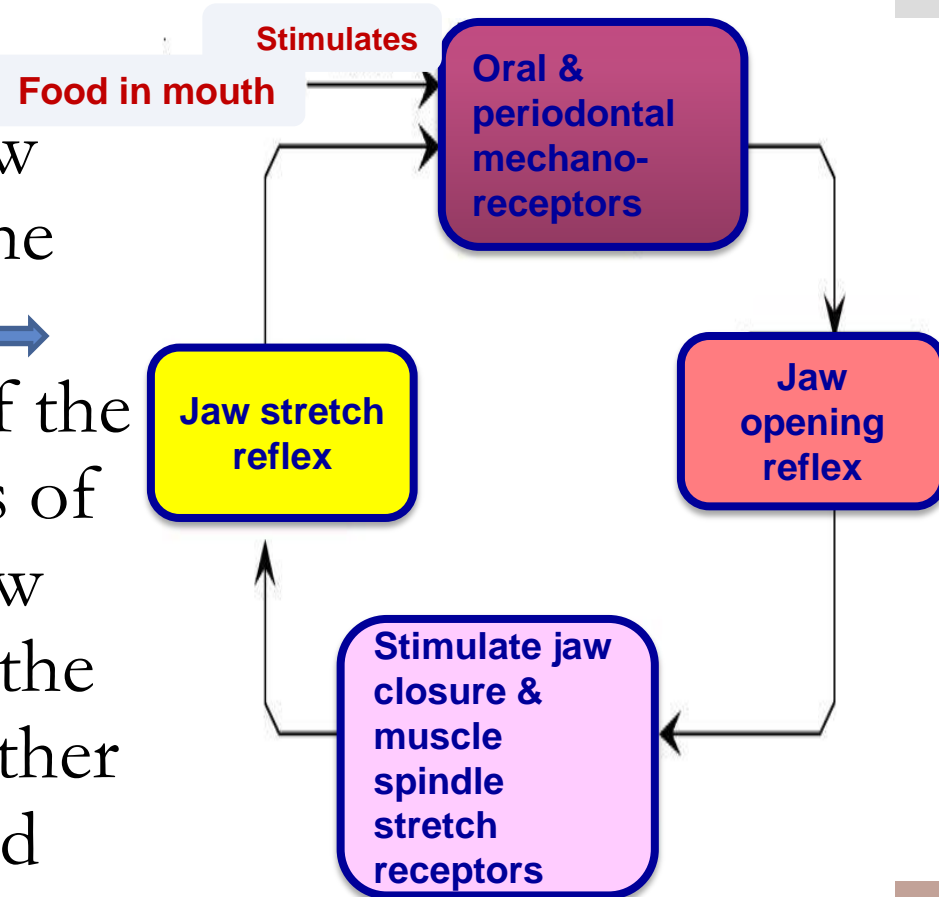 Stimulates
Food in mouth
Oral &
periodontal
mechano-
receptors
he
f the
s of
the
ther
d
Jaw stretch
reflex
Jaw
opening
reflex
Stimulate jaw
closure &
muscle
spindle
stretch
receptors